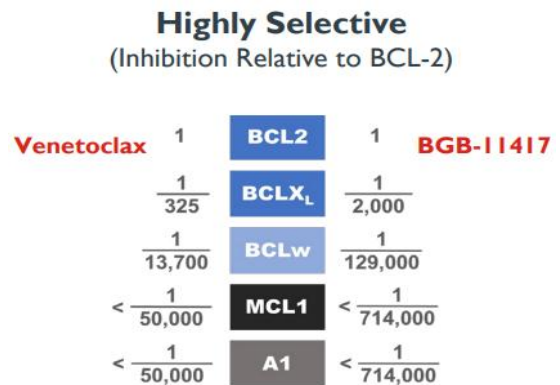 Highly Selective
(Inhibition Relative to BCL-2)
Venetoclax 1 BCL2 1 BGB-11417
1/325 BCLXL 1/2,000
1/13,700 BCLw 1/129,000
< 1/50,000 MCL1 < 1/714,000
< 1/50,000 A1 < 1/714,000